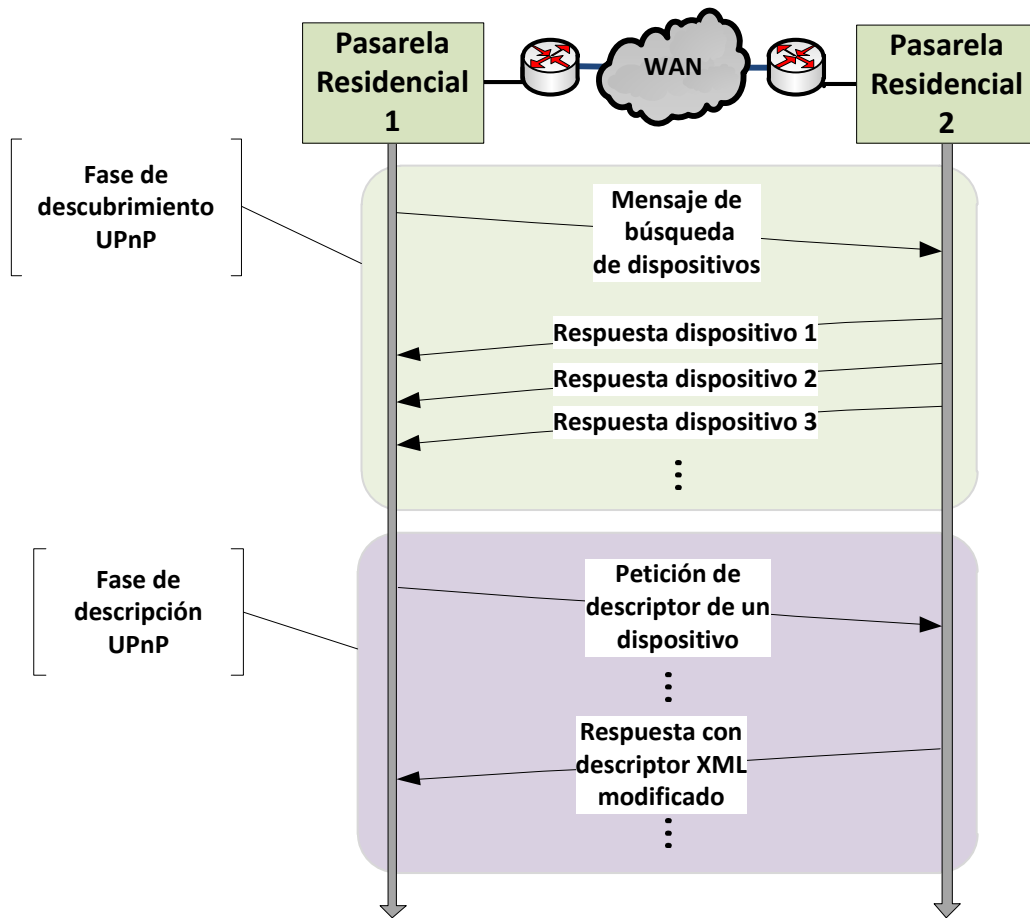 Pasarela
Residencial
1
WAN
Pasarela
Residencial
2
Fase de
descubrimiento
UPnP
Mensaje de
búsqueda
de dispositivos
Respuesta dispositivo 1
Respuesta dispositivo 2
Respuesta dispositivo 3
Fase de
descripción
UPnP
Petición de
descriptor de un
dispositivo
Respuesta con
descriptor XML
modificado